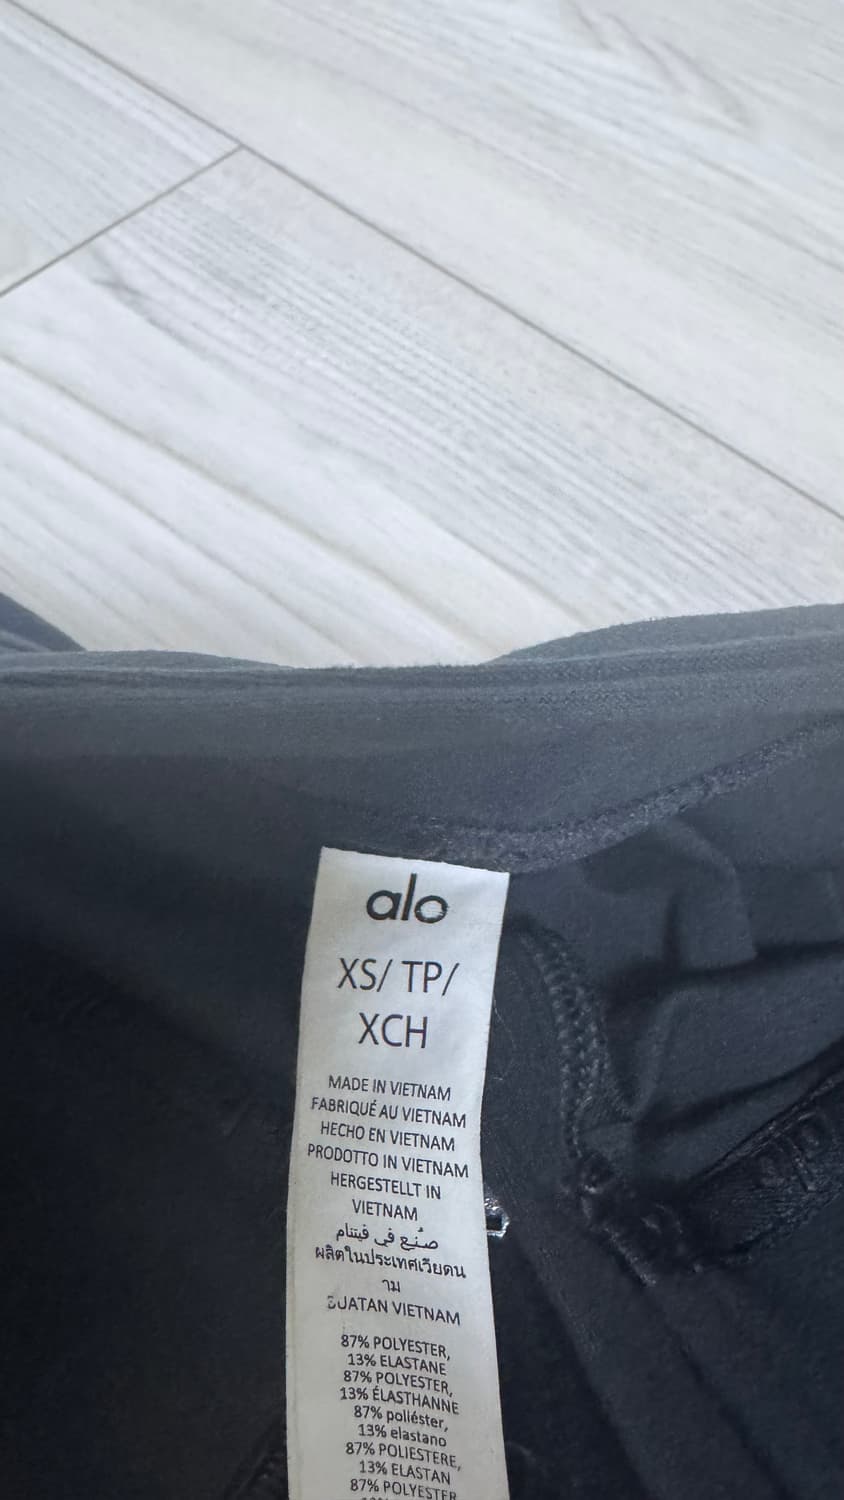 alo
XS/ TP/
XCH
MADE IN VIETNAM
FABRIQUÉ AU VIETNAM
HECHO EN VIETNAM
PRODOTTO IN VIETNAM
HERGESTELLT IN
VIETNAM
صُنع في فيتنام
ผลิตในประเทศเวียดน
าม
BUATAN VIETNAM
87% POLYESTER,
13% ELASTANE
87% POLYESTER,
13% ÉLASTHANNE
87% poliéster,
13% elastano
87% POLIESTERE,
13% ELASTAN
87% POLYESTER